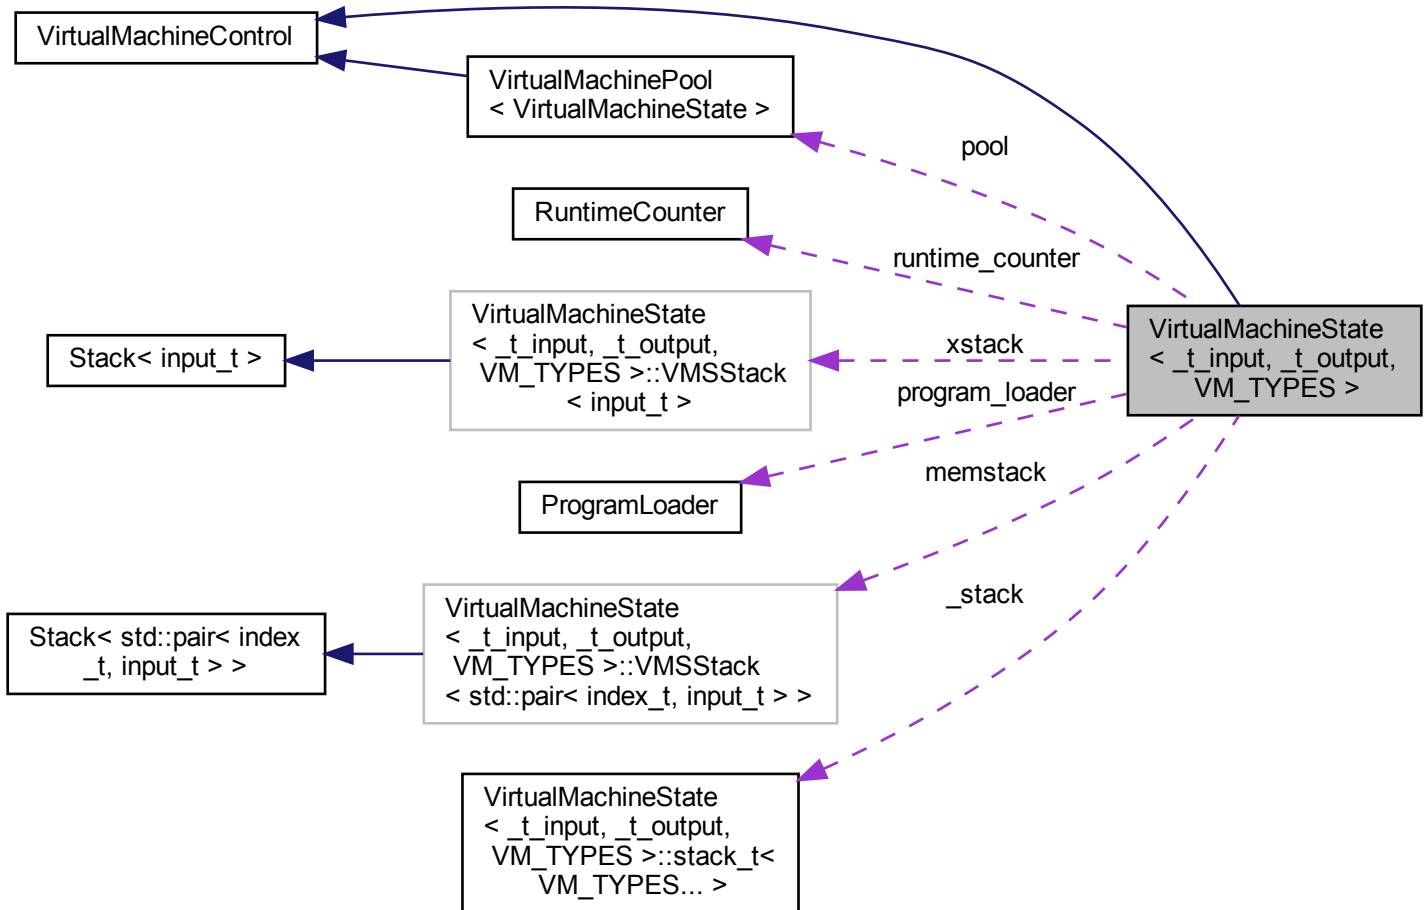 VirtualMachineControl
VirtualMachinePool
< VirtualMachineState >
pool
RuntimeCounter
runtime_counter
Stack< input_t >
VirtualMachineState
< _t_input, _t_output,
VM_TYPES >::VMSStack
< input_t >
xstack
VirtualMachineState
< _t_input, _t_output,
VM_TYPES >
program_loader
ProgramLoader
memstack
Stack< std::pair< index
_t, input_t > >
VirtualMachineState
< _t_input, _t_output,
VM_TYPES >::VMSStack
< std::pair< index_t, input_t > >
_stack
VirtualMachineState
< _t_input, _t_output,
VM_TYPES >::stack_t<
VM_TYPES... >